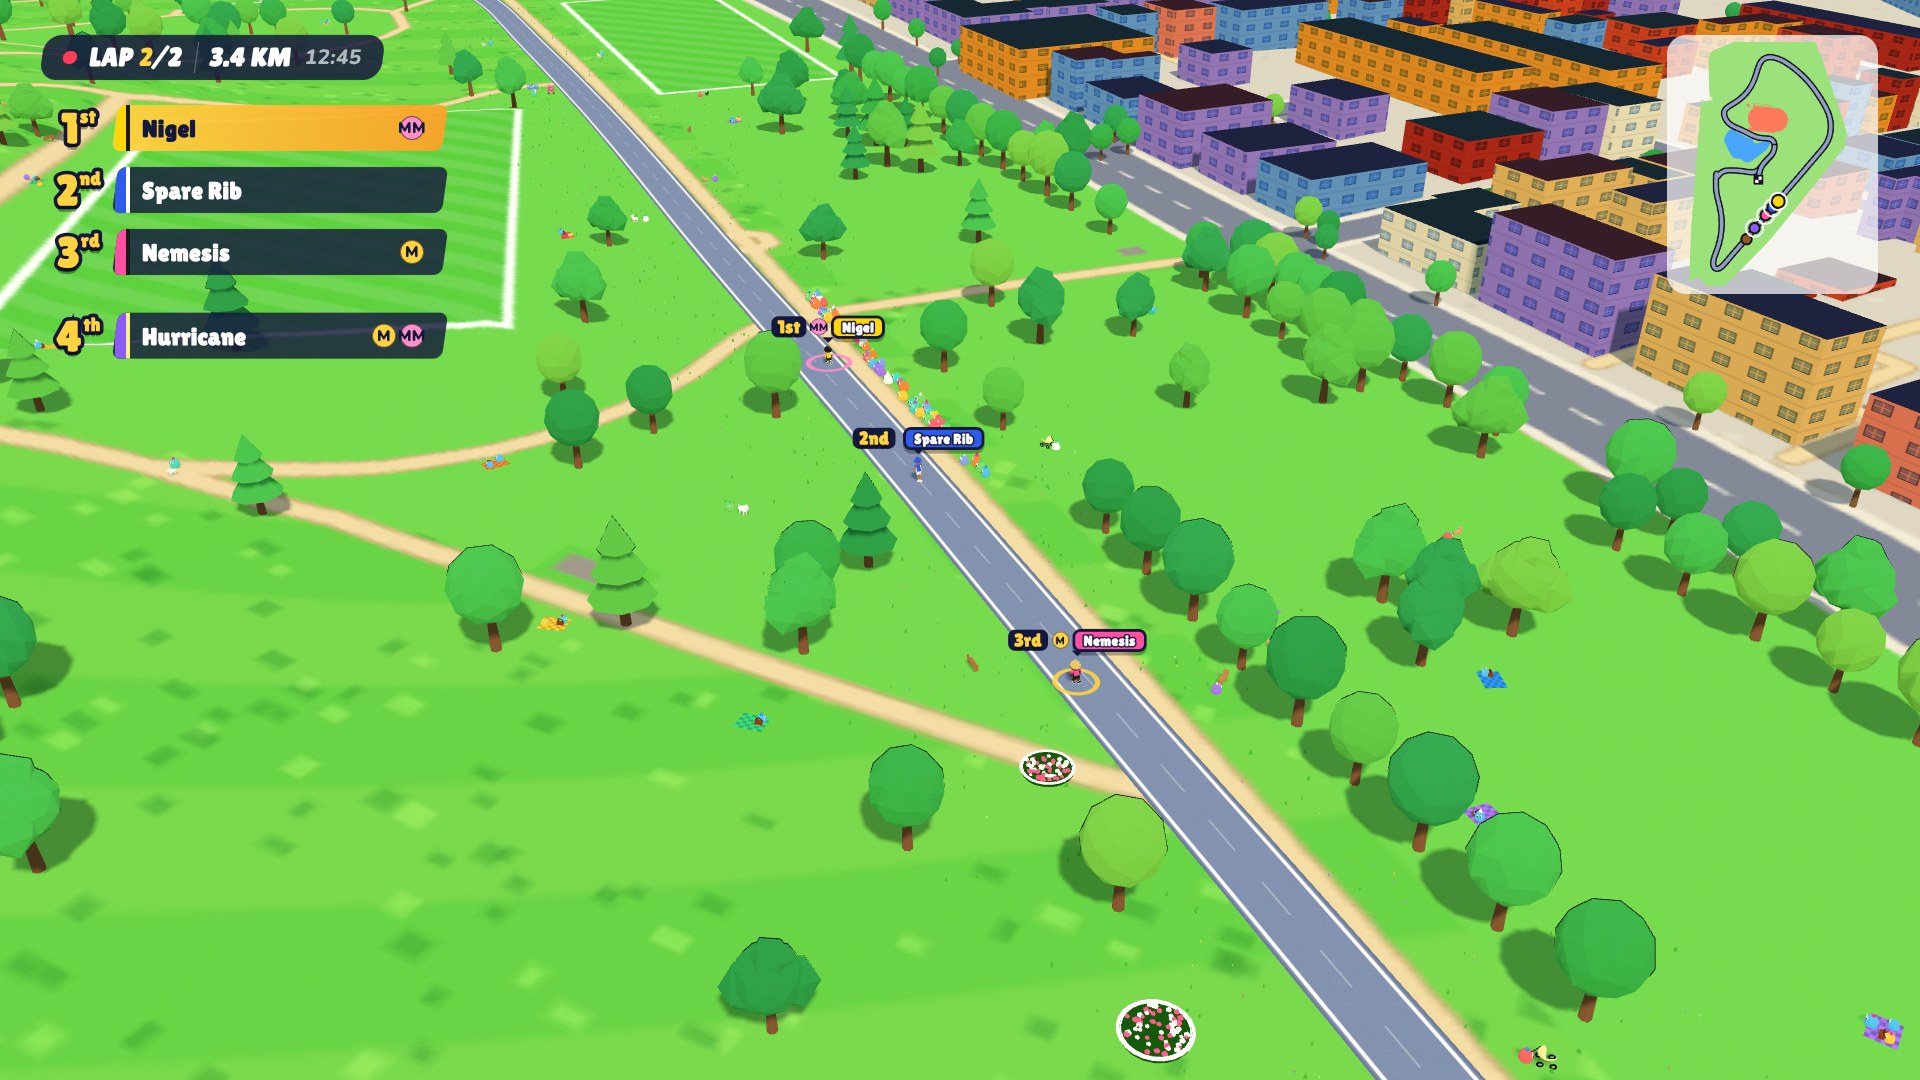 LAP 2/2 3.4 KM 12:45
1st Nigel MM
2nd Spare Rib
3rd Nemesis M
4th Hurricane M MM
1st MM Nigel
2nd Spare Rib
3rd M Nemesis